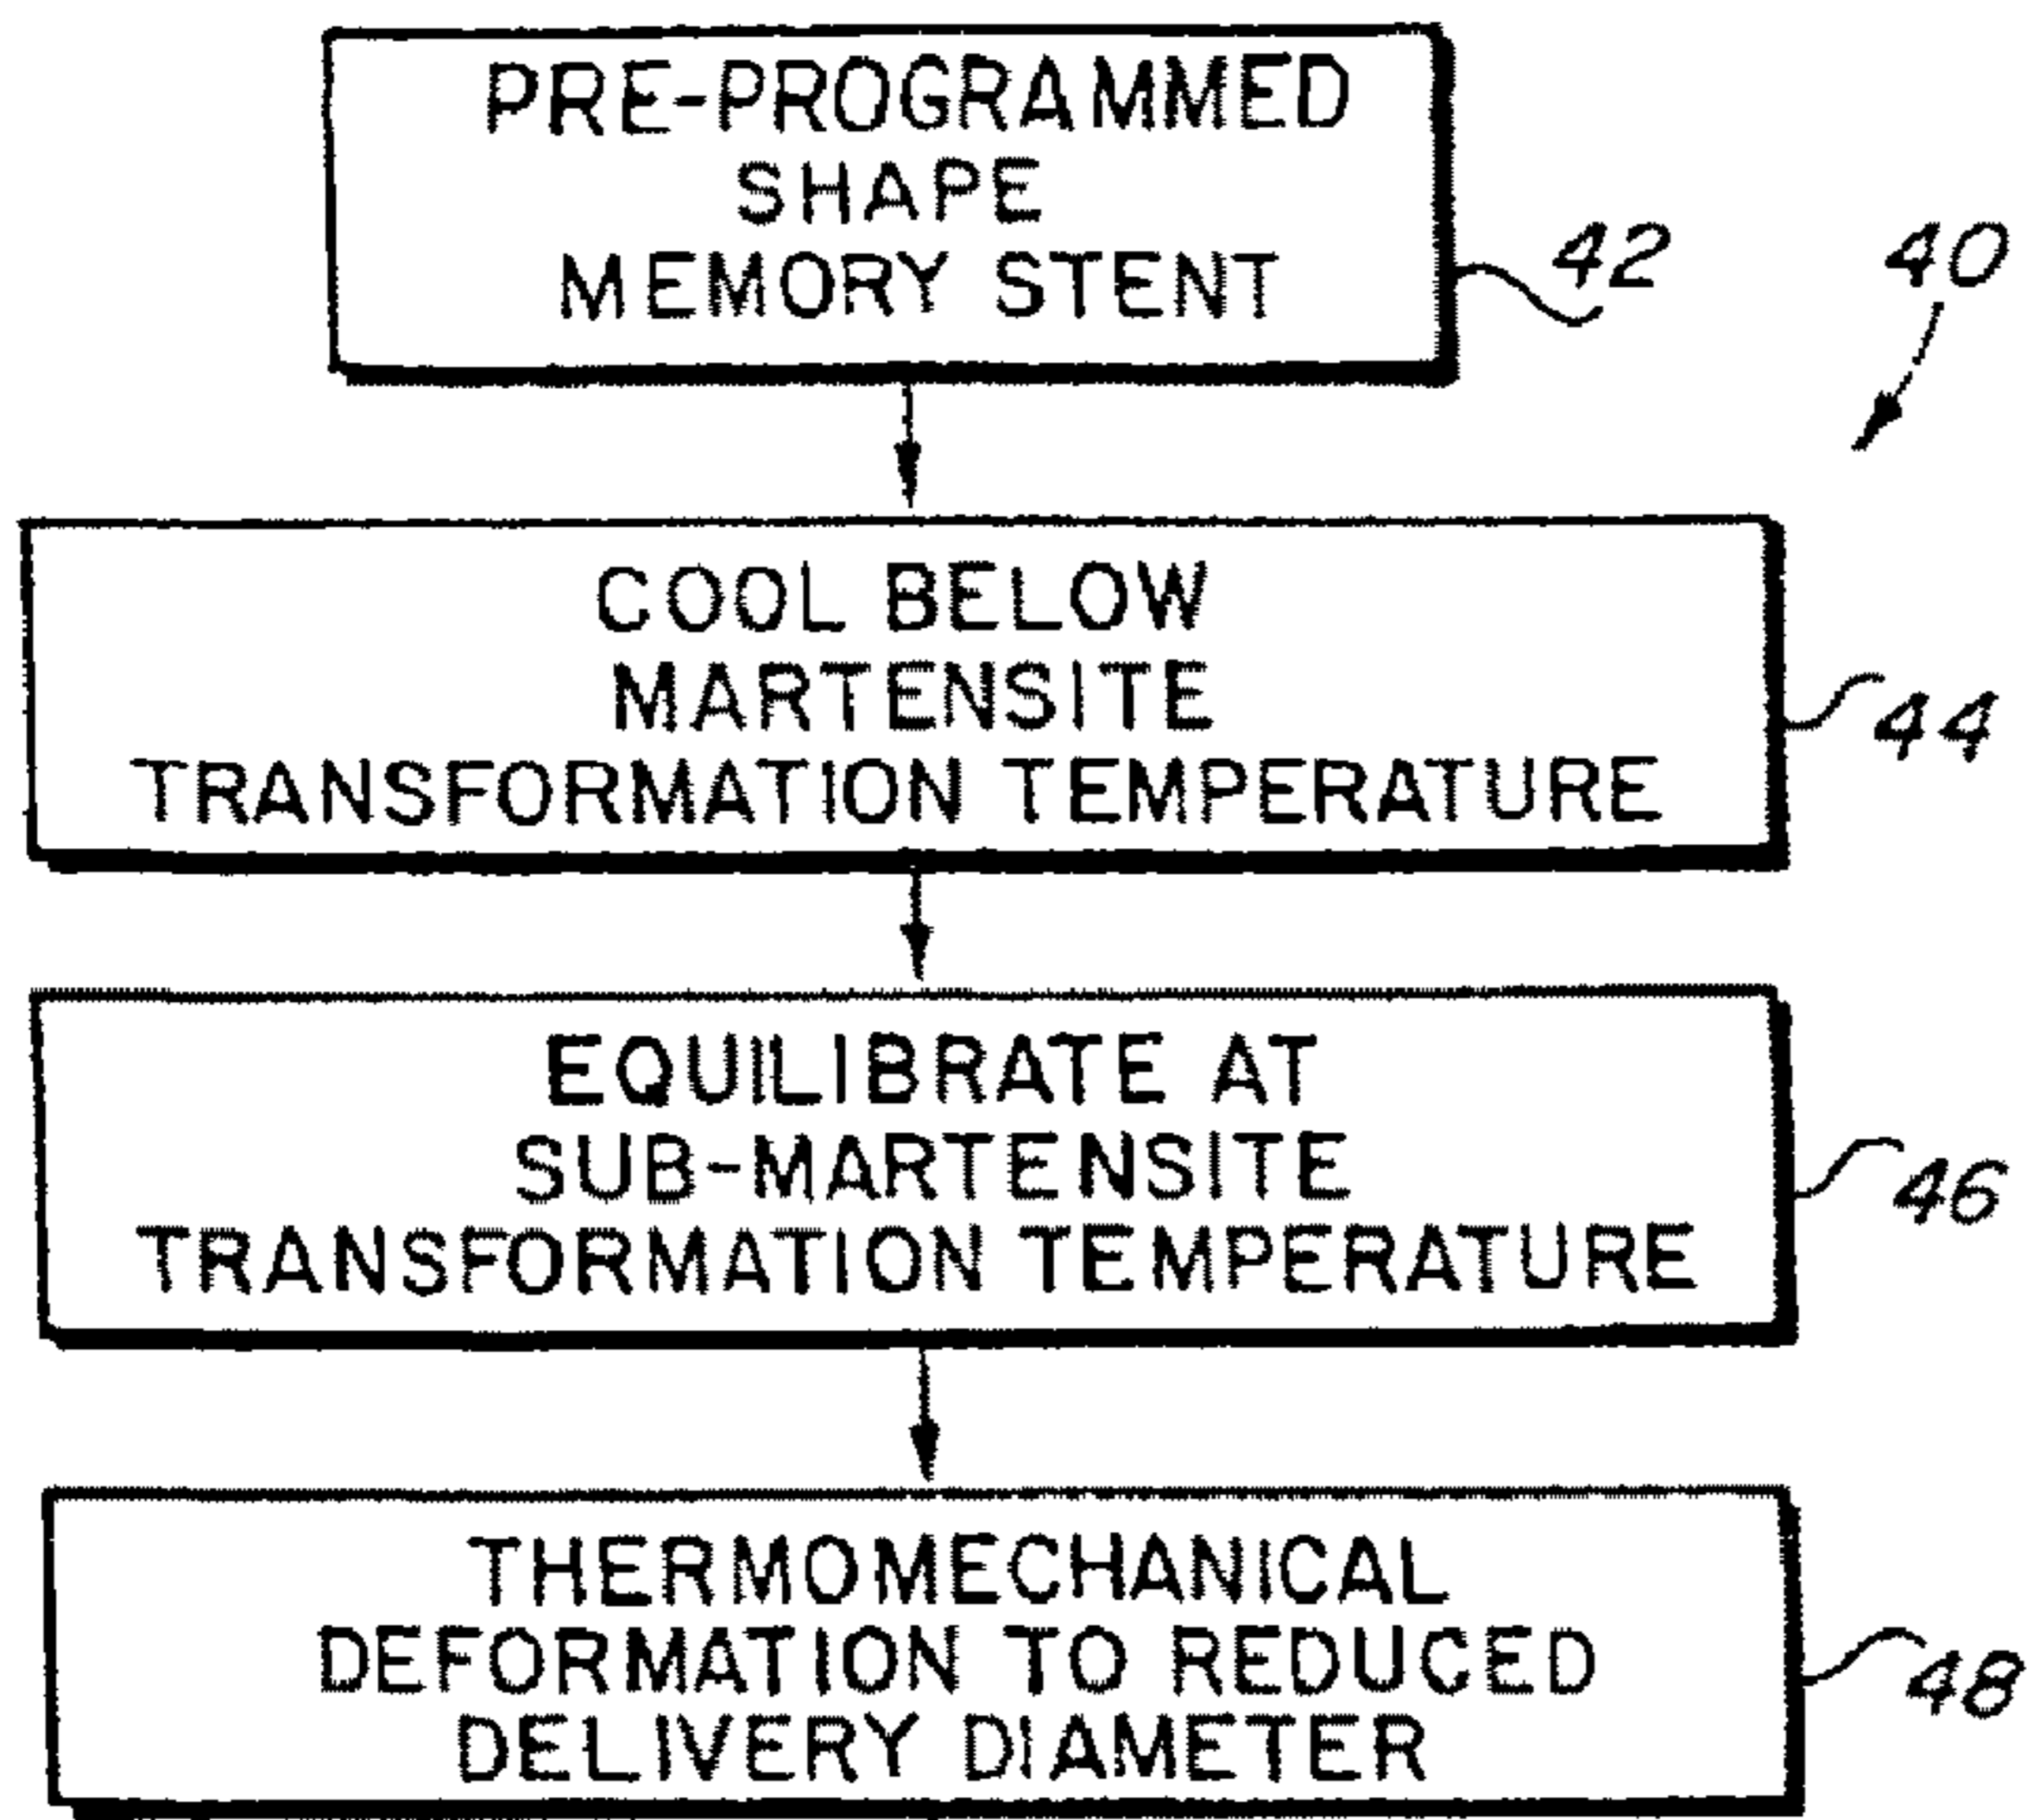 PRE-PROGRAMMED
SHAPE
MEMORY STENT
42
40
COOL BELOW
MARTENSITE
TRANSFORMATION TEMPERATURE
44
EQUILIBRATE AT
SUB-MARTENSITE
TRANSFORMATION TEMPERATURE
46
THERMOMECHANICAL
DEFORMATION TO REDUCED
DELIVERY DIAMETER
48